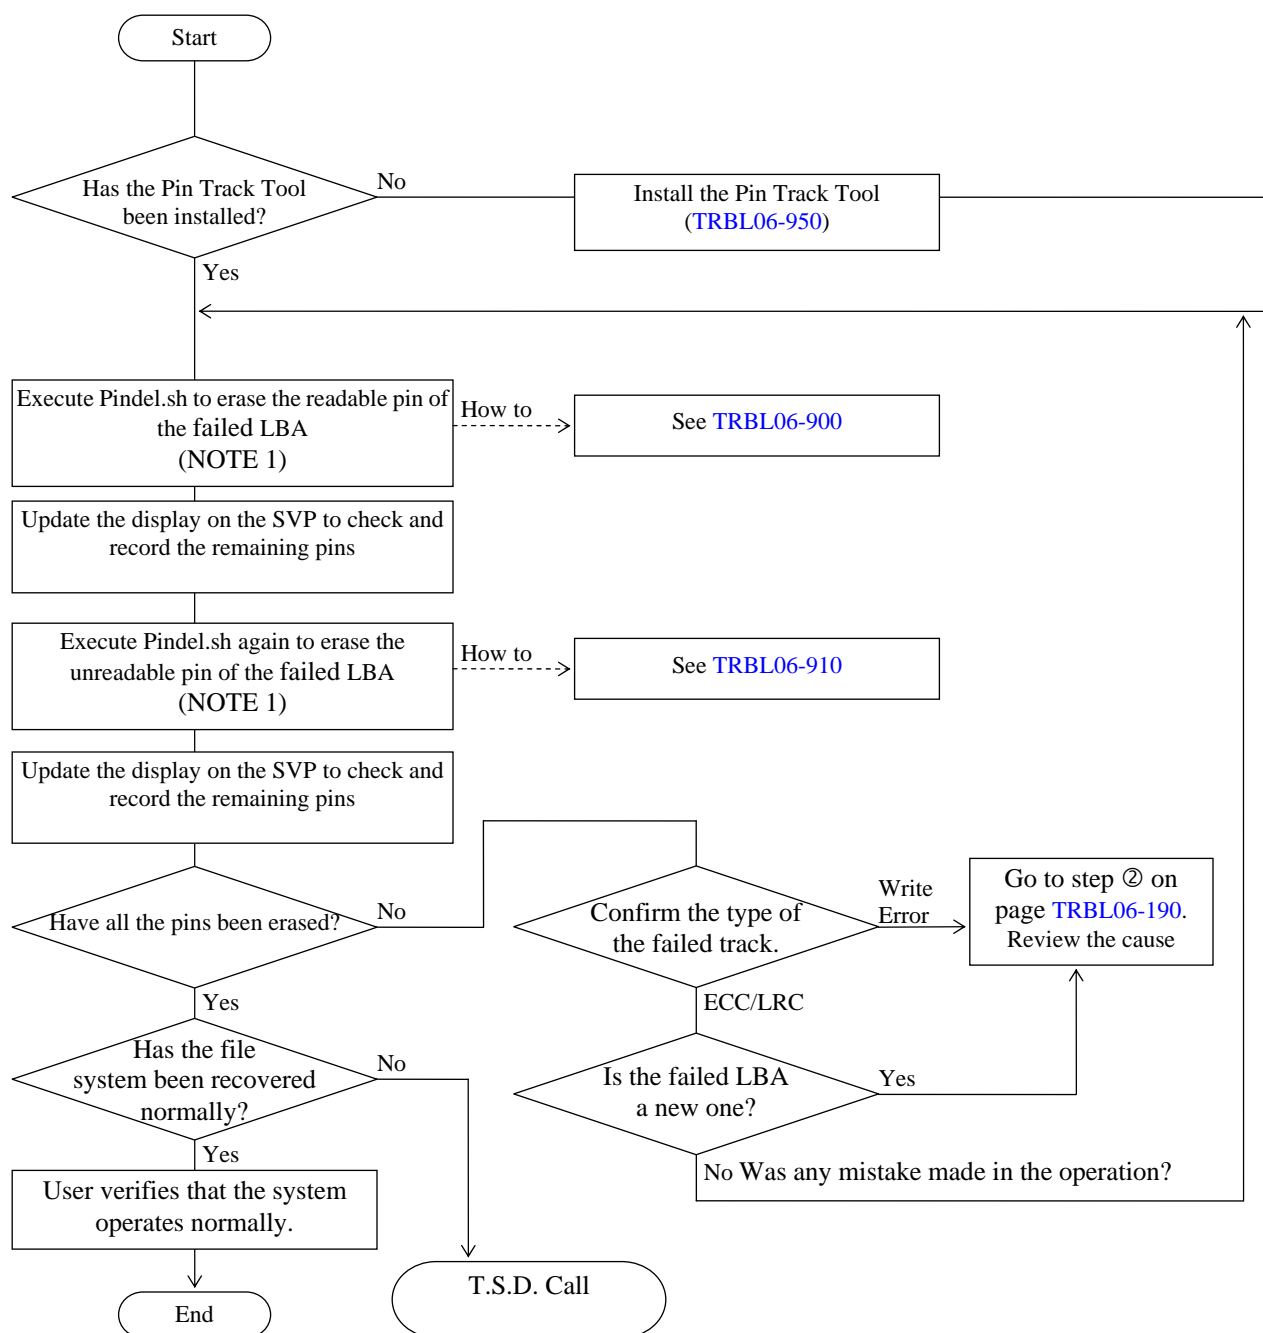 Start
Has the Pin Track Tool
been installed?
No
Install the Pin Track Tool
(TRBL06-950)
Yes
Execute Pindel.sh to erase the readable pin of
the failed LBA
(NOTE 1)
How to
See TRBL06-900
Update the display on the SVP to check and
record the remaining pins
Execute Pindel.sh again to erase the
unreadable pin of the failed LBA
(NOTE 1)
How to
See TRBL06-910
Update the display on the SVP to check and
record the remaining pins
Have all the pins been erased?
No
Confirm the type of
the failed track.
Write
Error
Go to step ② on
page TRBL06-190.
Review the cause
Yes
ECC/LRC
Has the file
system been recovered
normally?
No
Is the failed LBA
a new one?
Yes
Yes
No Was any mistake made in the operation?
User verifies that the system
operates normally.
T.S.D. Call
End